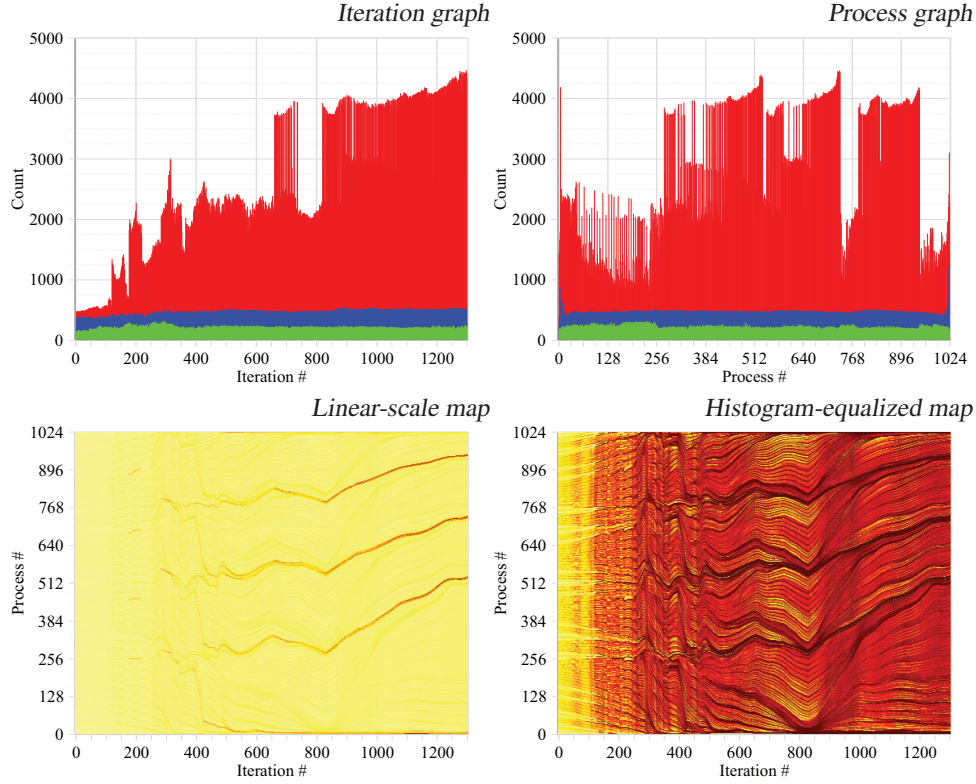 Iteration graph
5000
4000
3000
2000
1000
0
Count
0 200 400 600 800 1000 1200
Iteration #
Process graph
5000
4000
3000
2000
1000
0
Count
0 128 256 384 512 640 768 896 1024
Process #
Linear-scale map
1024
896
768
640
512
384
256
128
0
Process #
0 200 400 600 800 1000 1200
Iteration #
Histogram-equalized map
1024
896
768
640
512
384
256
128
0
Process #
0 200 400 600 800 1000 1200
Iteration #